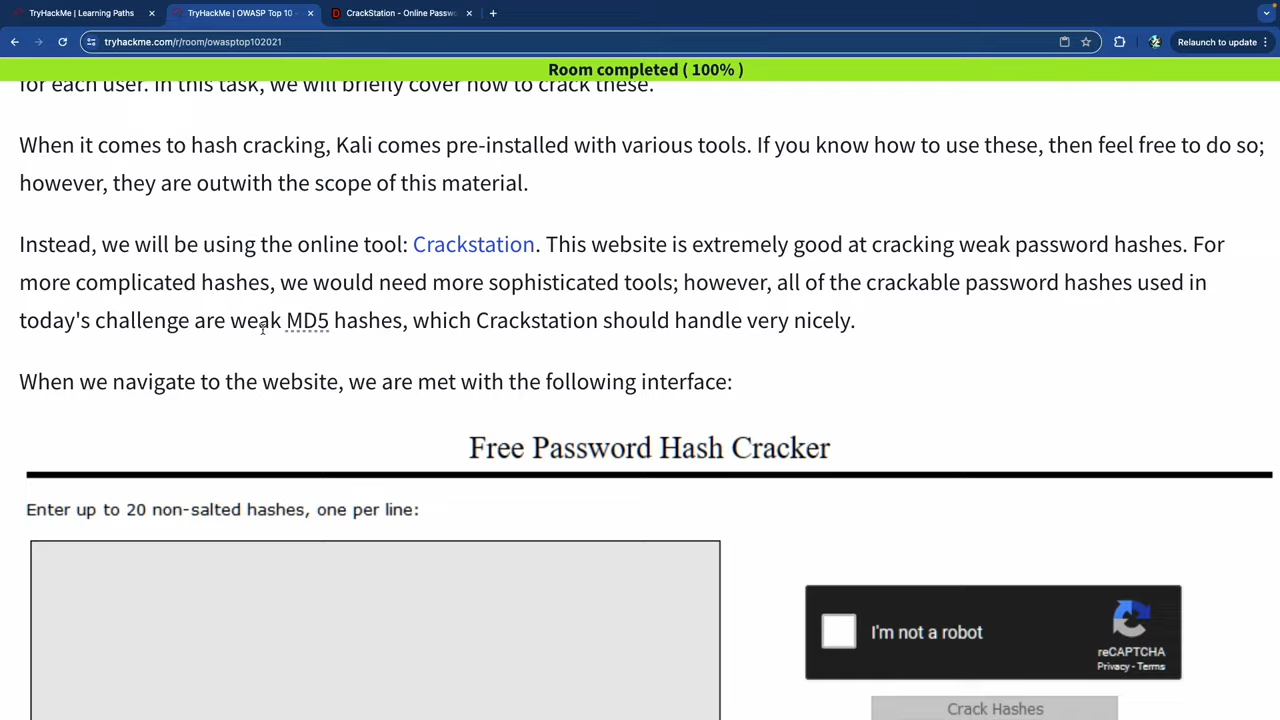 TryHackMe | Learning Paths
TryHackMe | OWASP Top 10 -
CrackStation - Online Passwo
tryhackme.com/r/room/owasptop102021
Relaunch to update
Room completed ( 100% )
for each user. In this task, we will briefly cover how to crack these.
When it comes to hash cracking, Kali comes pre-installed with various tools. If you know how to use these, then feel free to do so;
however, they are outwith the scope of this material.
Instead, we will be using the online tool: Crackstation. This website is extremely good at cracking weak password hashes. For
more complicated hashes, we would need more sophisticated tools; however, all of the crackable password hashes used in
today's challenge are weak MD5 hashes, which Crackstation should handle very nicely.
When we navigate to the website, we are met with the following interface:
Free Password Hash Cracker
Enter up to 20 non-salted hashes, one per line:
I'm not a robot
reCAPTCHA
Privacy - Terms
Crack Hashes